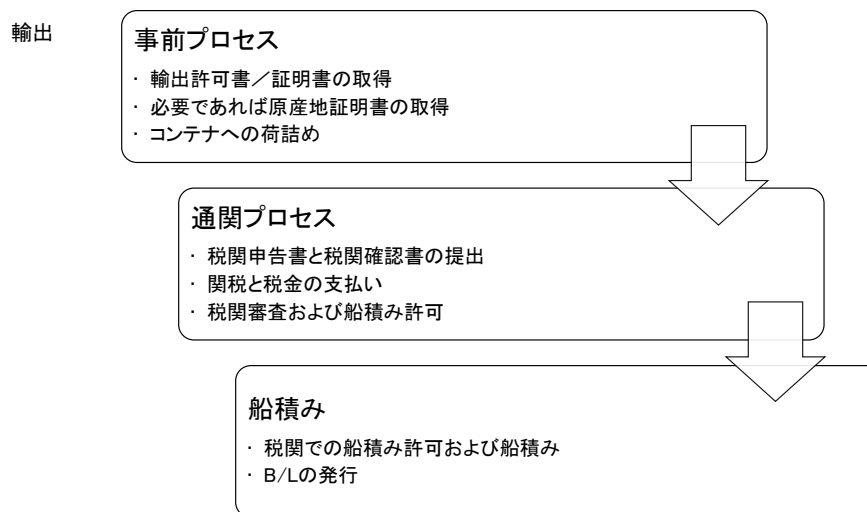 輸出
事前プロセス
· 輸出許可書／証明書の取得
· 必要であれば原産地証明書の取得
· コンテナへの荷詰め
通関プロセス
· 税関申告書と税関確認書の提出
· 関税と税金の支払い
· 税関審査および船積み許可
船積み
· 税関での船積み許可および船積み
· B/Lの発行